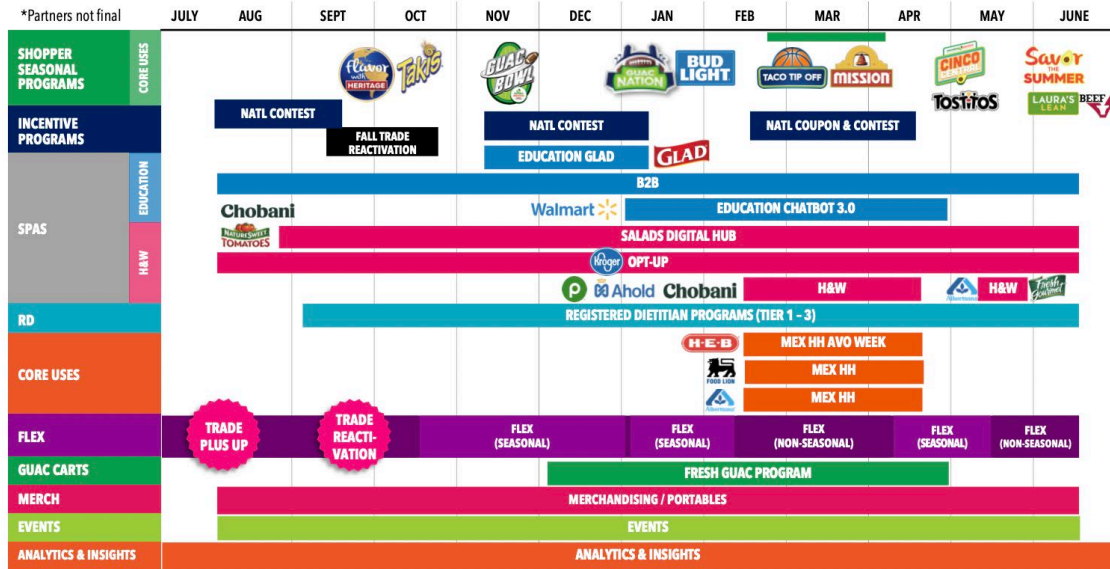 *Partners not final
JULY
AUG
SEPT
OCT
NOV
DEC
JAN
FEB
MAR
APR
MAY
JUNE
SHOPPER
SEASONAL
PROGRAMS
CORE USES
flavor
with
HERITAGE
Takis
GUAC
BOWL
GUAC
NATION
BUD
LIGHT
TACO TIP OFF
MISSION
CINCO
TOSTITOS
Savor
THE
SUMMER
LAURA'S
LEAN
BEEF
INCENTIVE
PROGRAMS
NATL CONTEST
FALL TRADE
REACTIVATION
NATL CONTEST
NATL COUPON & CONTEST
EDUCATION GLAD
GLAD
SPAS
EDUCATION
B2B
Chobani
Walmart
EDUCATION CHATBOT 3.0
H&W
NATURESWEET
TOMATOES
SALADS DIGITAL HUB
Kroger
OPT-UP
Ahold
Chobani
H&W
Albertsons
H&W
Fresh
Gourmet
RD
REGISTERED DIETITIAN PROGRAMS (TIER 1 – 3)
CORE USES
H-E-B
MEX HH AVO WEEK
FOOD LION
MEX HH
Albertsons
MEX HH
FLEX
TRADE
PLUS UP
TRADE
REACTI-
VATION
FLEX
(SEASONAL)
FLEX
(SEASONAL)
FLEX
(NON-SEASONAL)
FLEX
(SEASONAL)
FLEX
(NON-SEASONAL)
GUAC CARTS
FRESH GUAC PROGRAM
MERCH
MERCHANDISING / PORTABLES
EVENTS
EVENTS
ANALYTICS & INSIGHTS
ANALYTICS & INSIGHTS